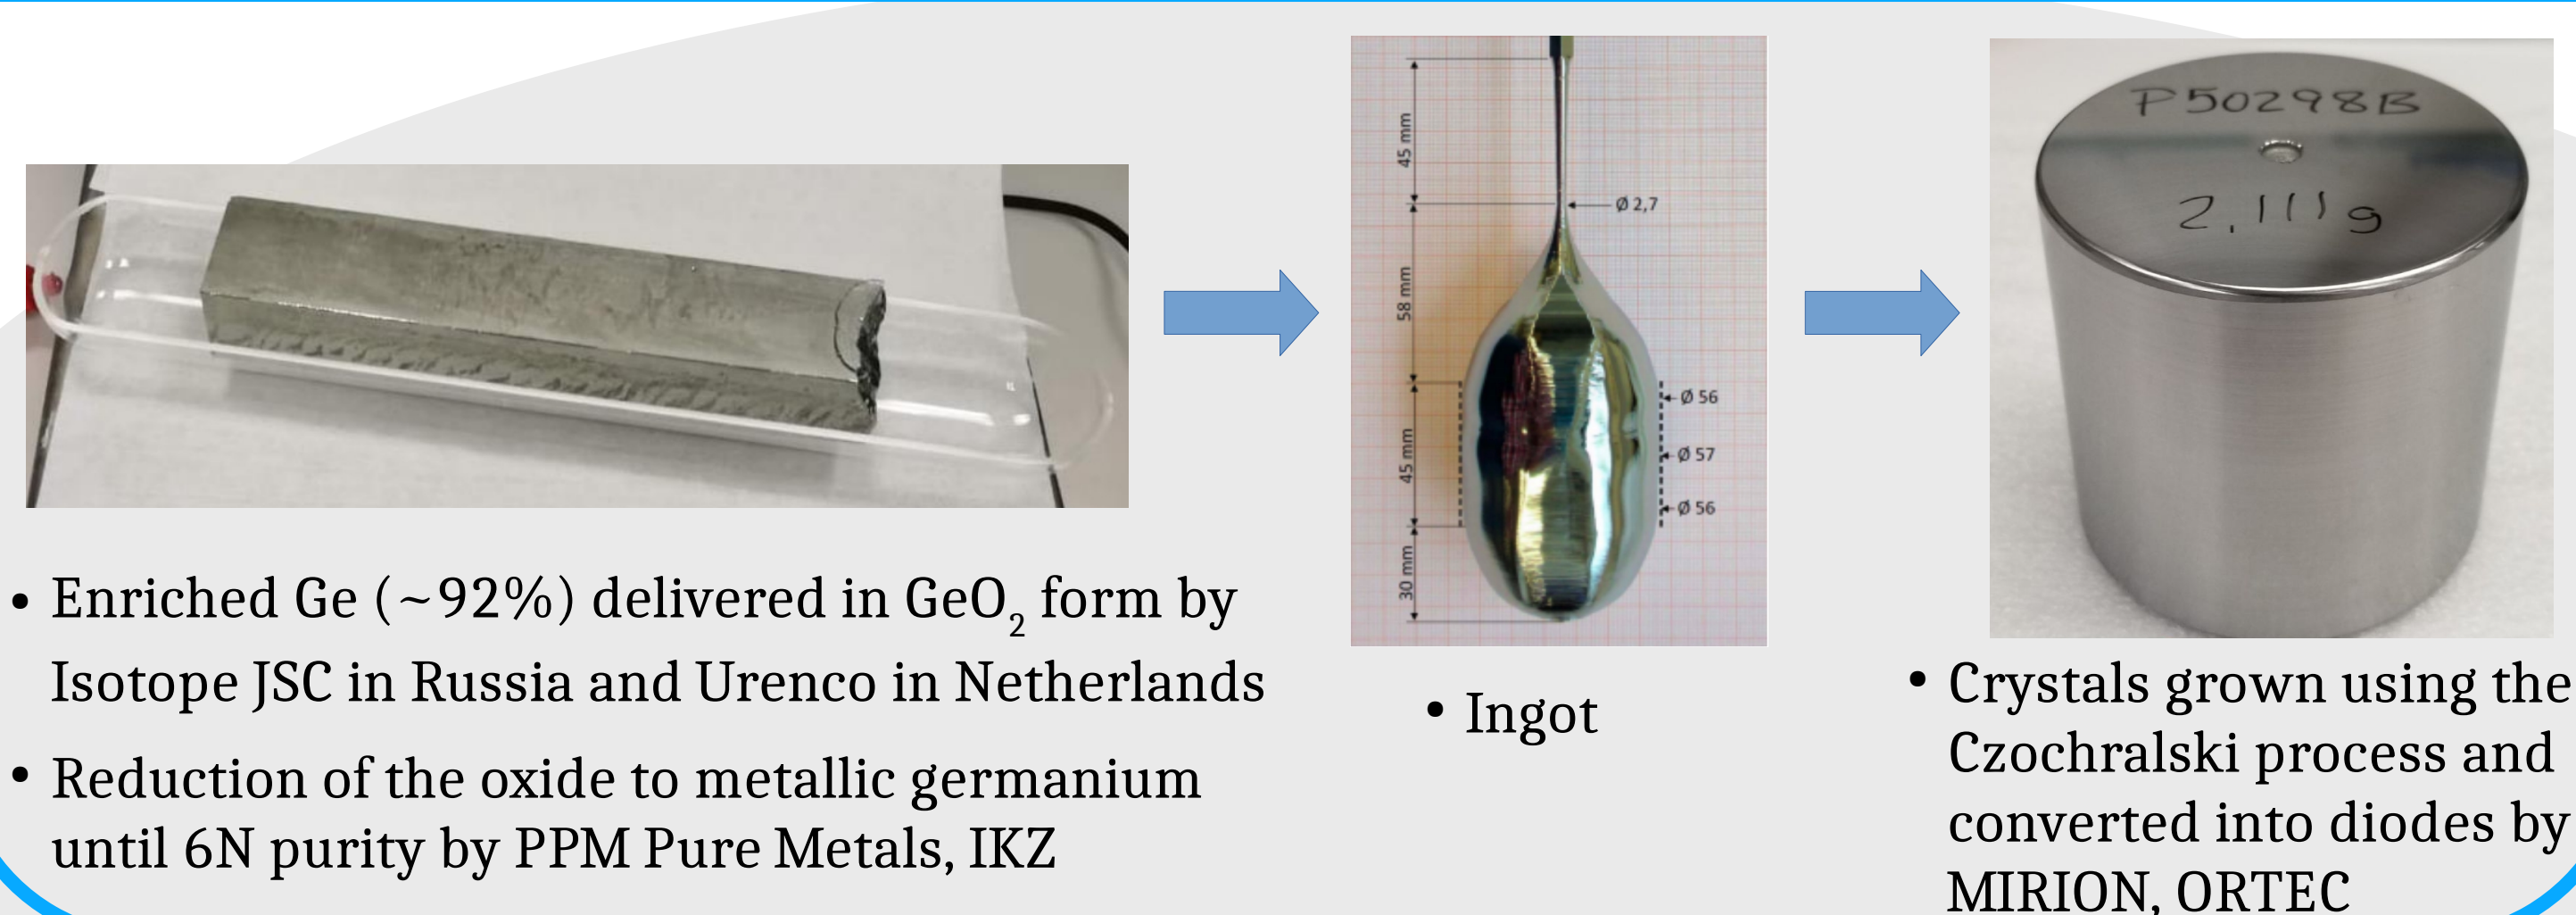 • Enriched Ge (~92%) delivered in GeO₂ form by
Isotope JSC in Russia and Urenco in Netherlands
• Reduction of the oxide to metallic germanium
until 6N purity by PPM Pure Metals, IKZ
45 mm
Ø 2,7
58 mm
Ø 56
45 mm
Ø 57
Ø 56
30 mm
• Ingot
P50298B
2,111g
• Crystals grown using the
Czochralski process and
converted into diodes by
MIRION, ORTEC